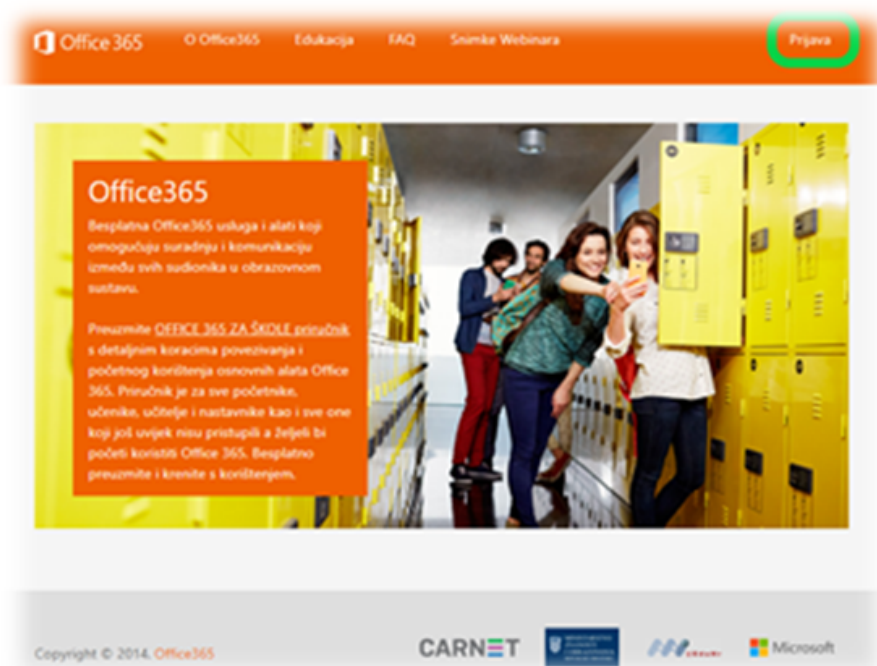 Office 365
O Office365
Edukacija
FAQ
Snimke Webinara
Prijava
Office365
Besplatna Office365 usluga i alati koji
omogućuju suradnju i komunikaciju
između svih sudionika u obrazovnom
sustavu.
Preuzmite OFFICE 365 ZA ŠKOLE priručnik
s detaljnim koracima povezivanja i
početnog korištenja osnovnih alata Office
365. Priručnik je za sve početnike,
učenike, učitelje i nastavnike kao i sve one
koji još uvijek nisu pristupili a željeli bi
početi koristiti Office 365. Besplatno
preuzmite i krenite s korištenjem.
Copyright © 2014. Office365
CARNET
Microsoft